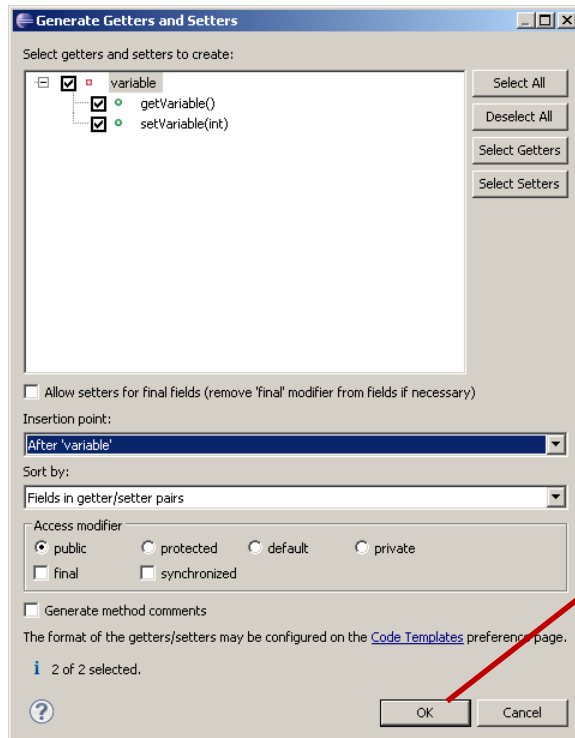 Generate Getters and Setters
Select getters and setters to create:
variable
getVariable()
setVariable(int)
Select All
Deselect All
Select Getters
Select Setters
Allow setters for final fields (remove 'final' modifier from fields if necessary)
Insertion point:
After 'variable'
Sort by:
Fields in getter/setter pairs
Access modifier
public protected default private
final synchronized
Generate method comments
The format of the getters/setters may be configured on the Code Templates preference page.
i 2 of 2 selected.
? OK Cancel